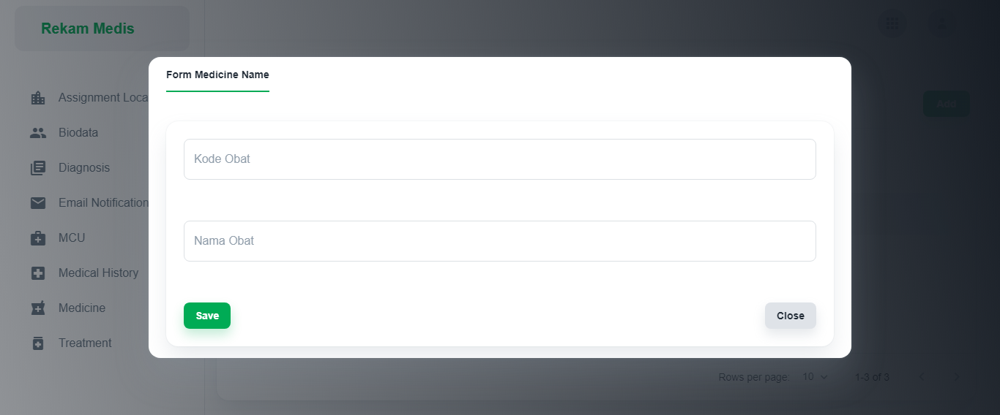 Rekam Medis
Assignment Loca
Biodata
Diagnosis
Email Notification
MCU
Medical History
Medicine
Treatment
Add
Form Medicine Name
Kode Obat
Nama Obat
Save
Close
Rows per page: 10 1-3 of 3